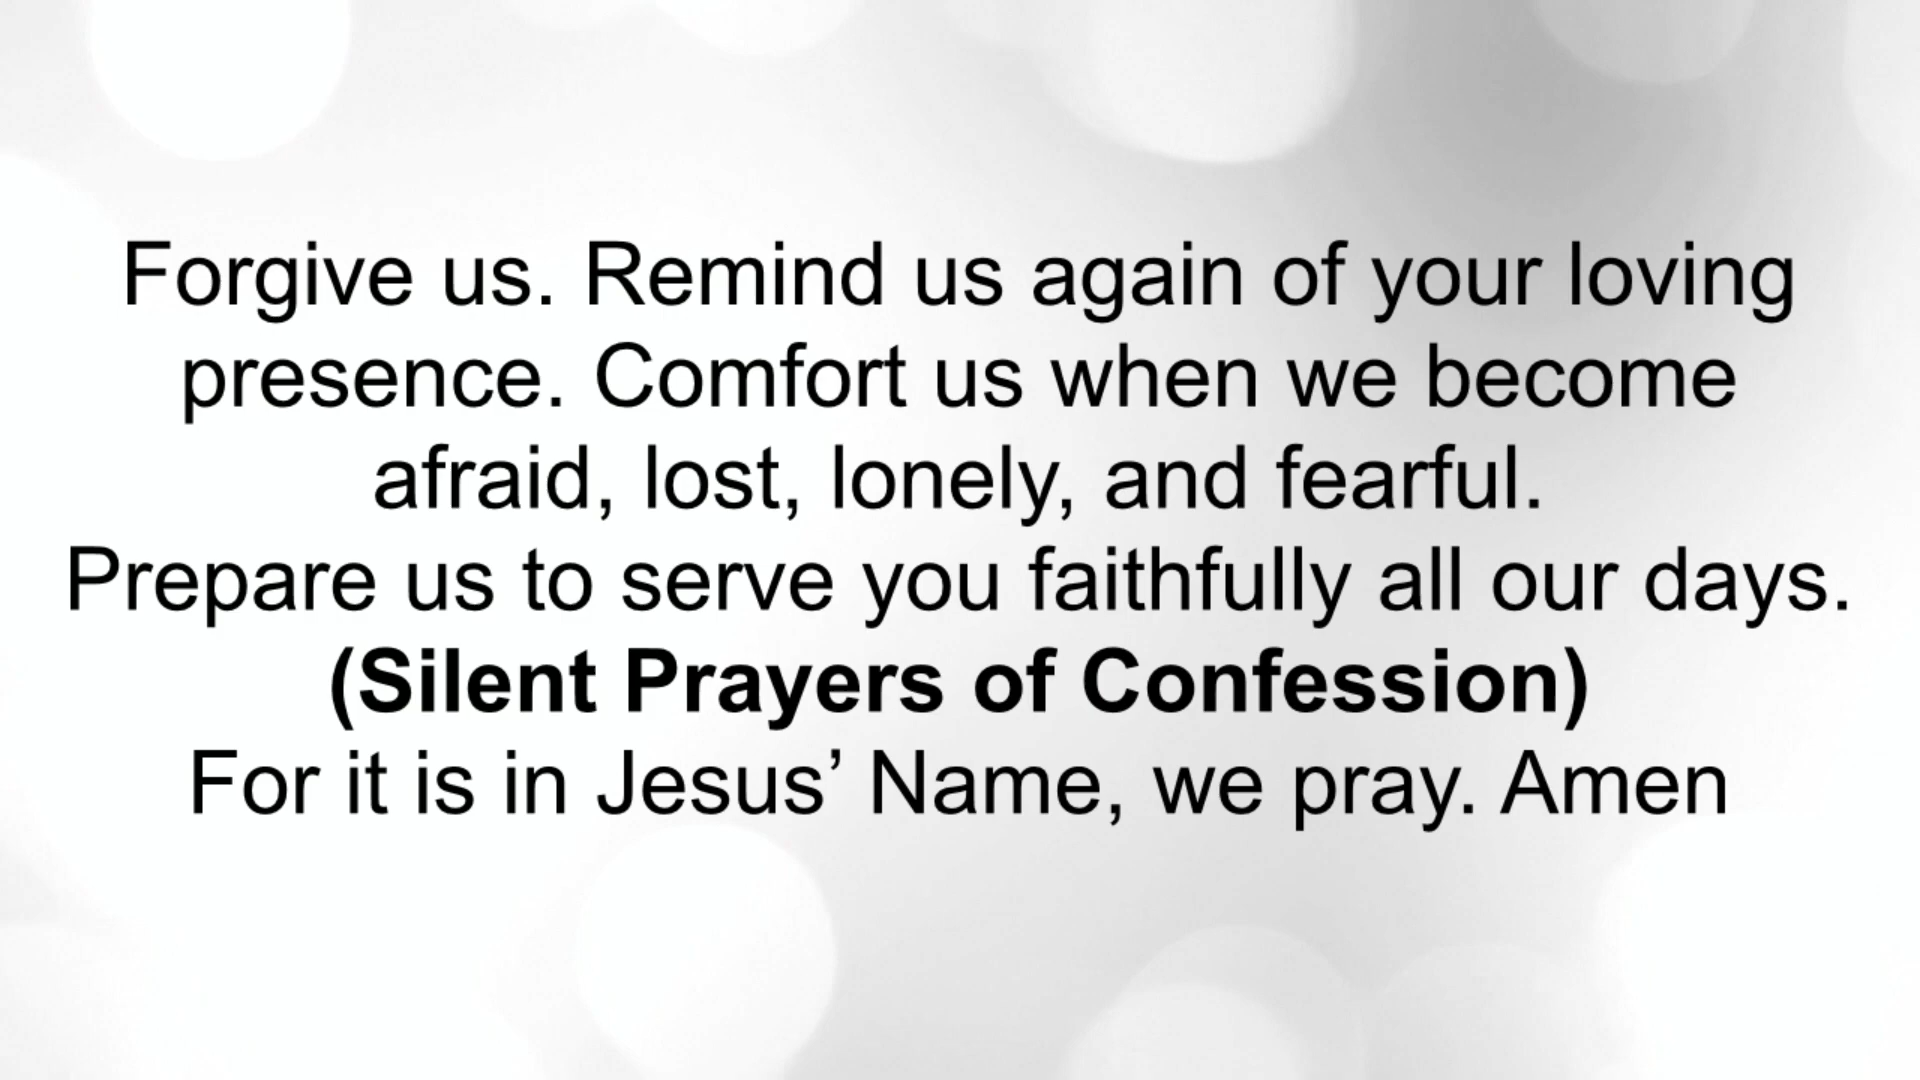 Forgive us. Remind us again of your loving
presence. Comfort us when we become
afraid, lost, lonely, and fearful.
Prepare us to serve you faithfully all our days.
(Silent Prayers of Confession)
For it is in Jesus’ Name, we pray. Amen